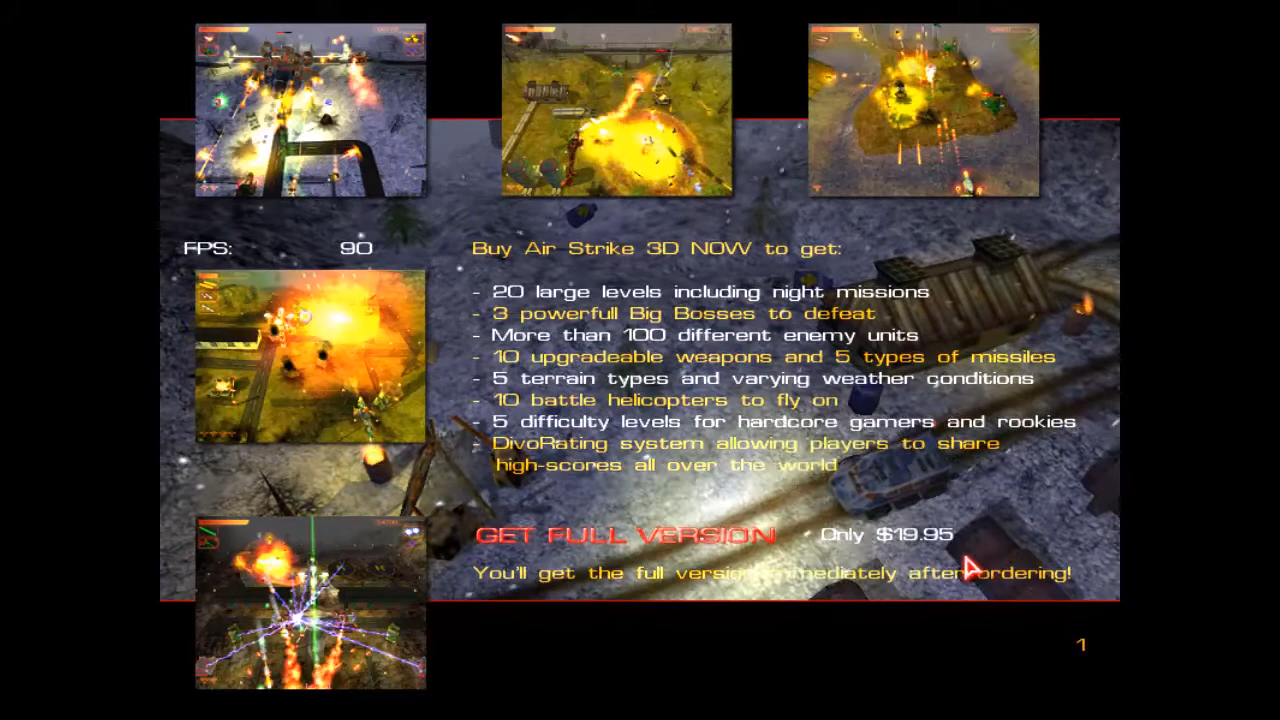 FPS: 90
Buy Air Strike 3D NOW to get:
- 20 large levels including night missions
- 3 powerfull Big Bosses to defeat
- More than 100 different enemy units
- 10 upgradeable weapons and 5 types of missiles
- 5 terrain types and varying weather conditions
- 10 battle helicopters to fly on
- 5 difficulty levels for hardcore gamers and rookies
- DivoRating system allowing players to share
high-scores all over the world
GET FULL VERSION Only $19.95
You'll get the full version immediately after ordering!
1